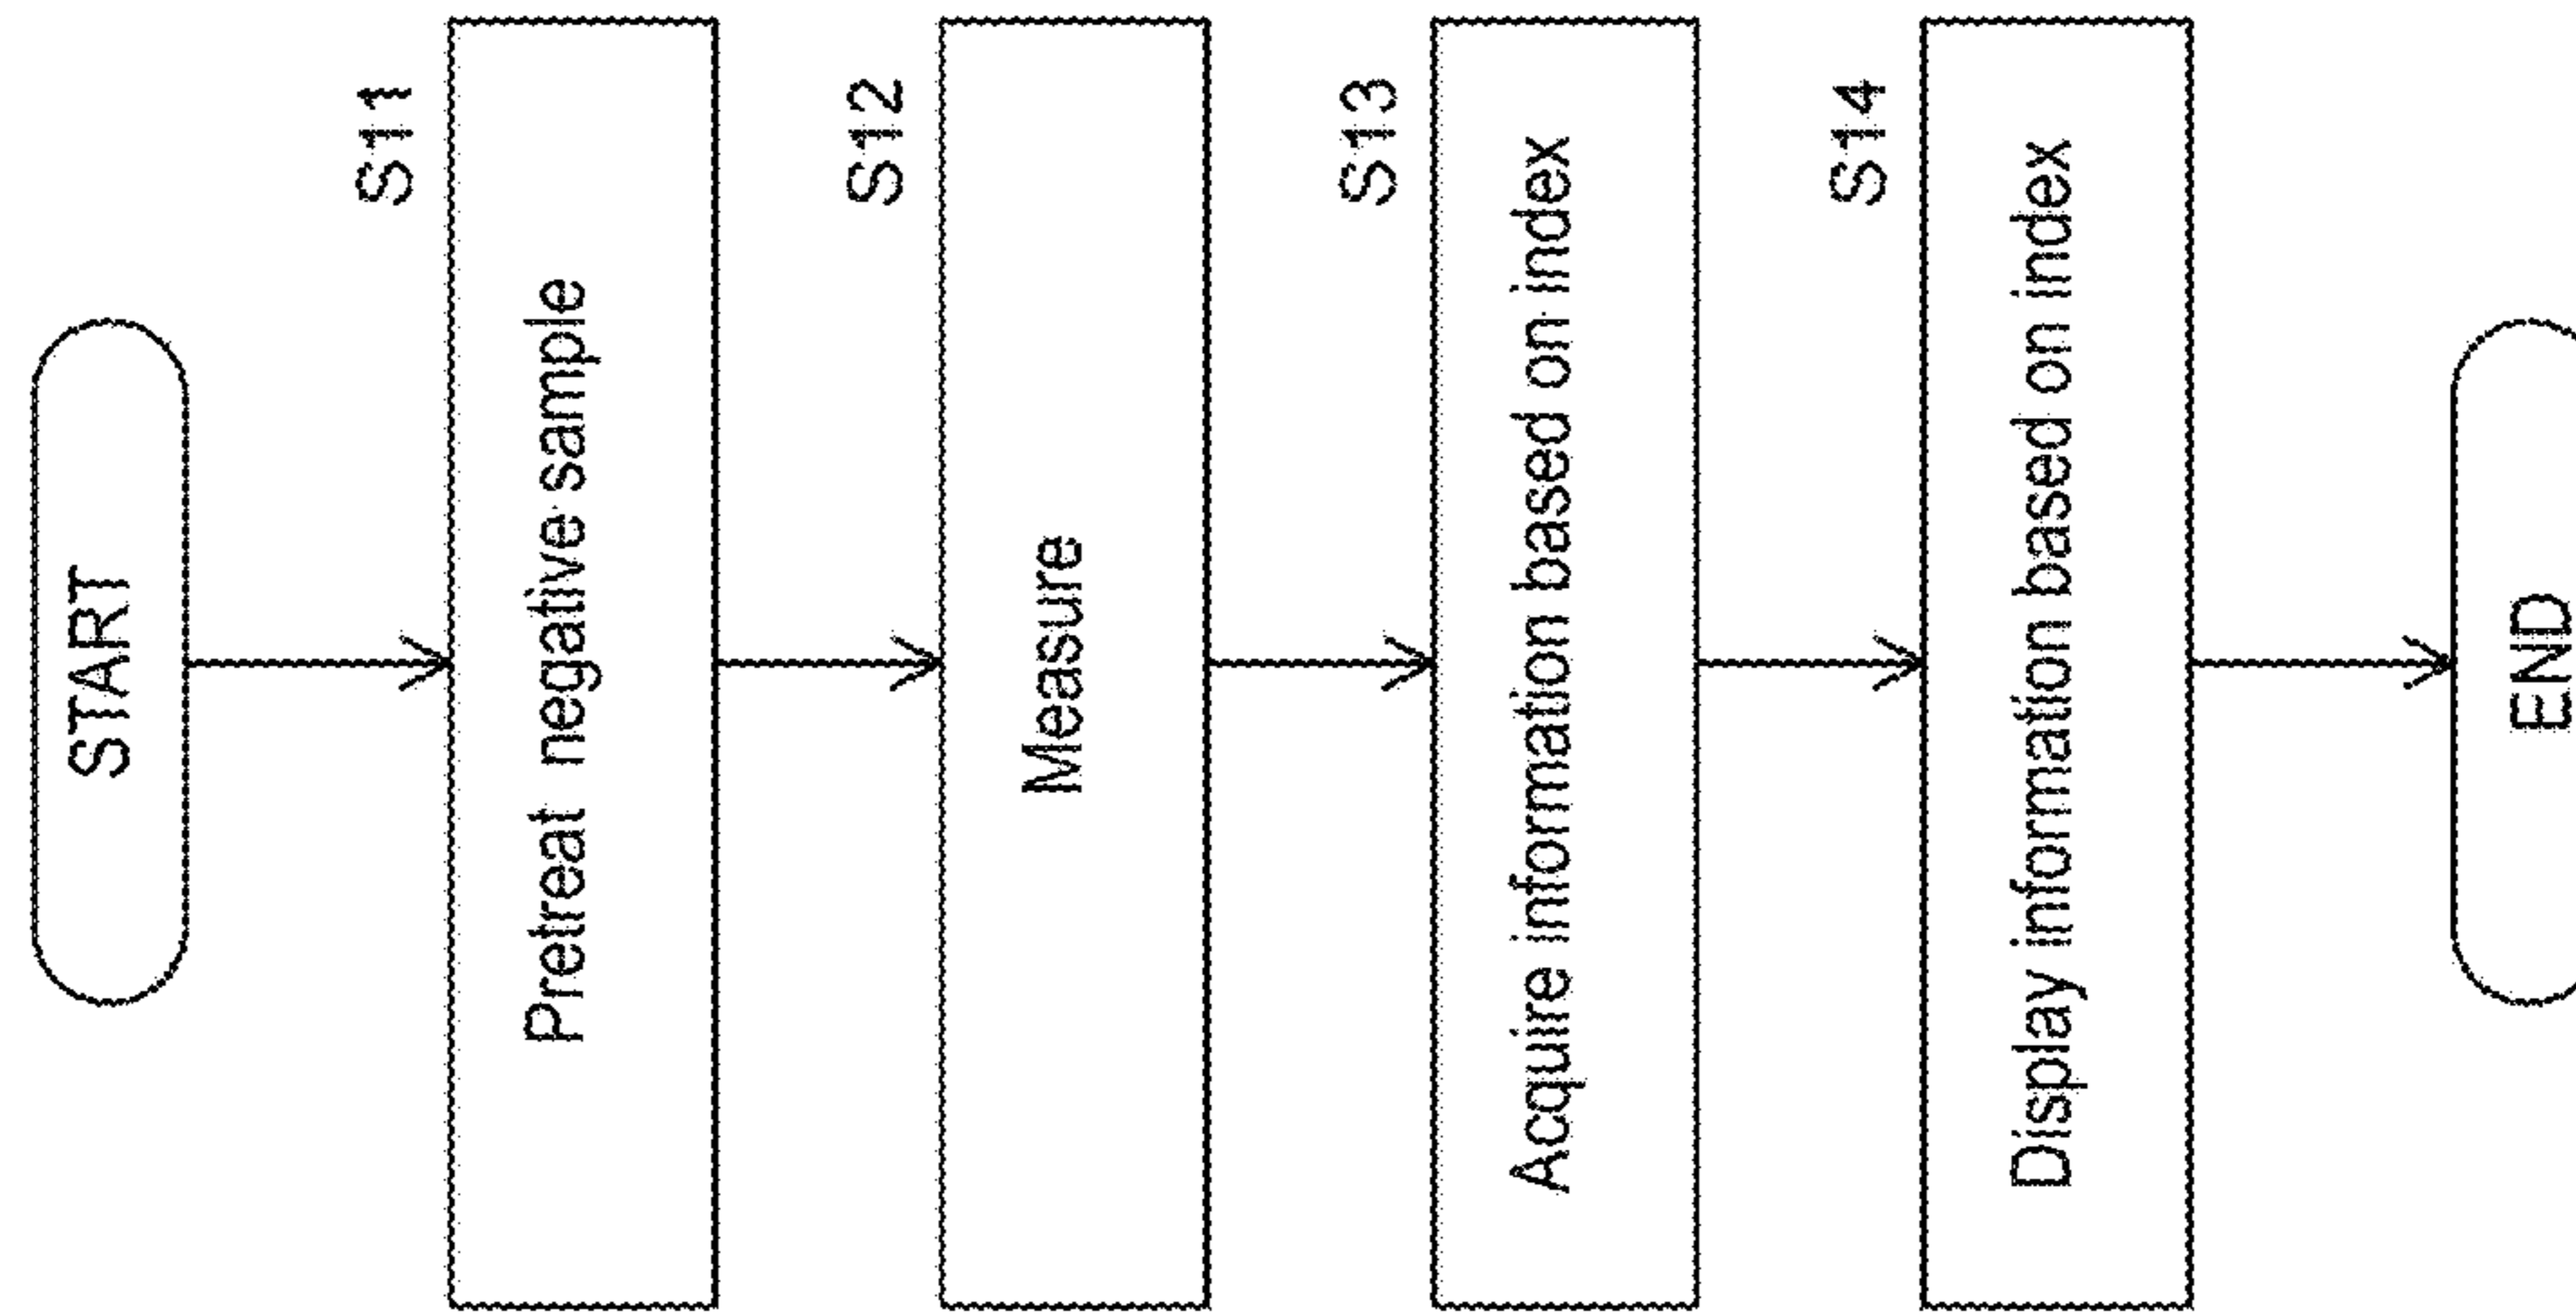 START
S11
Pretreat negative sample
S12
Measure
S13
Acquire information based on index
S14
Display information based on index
END